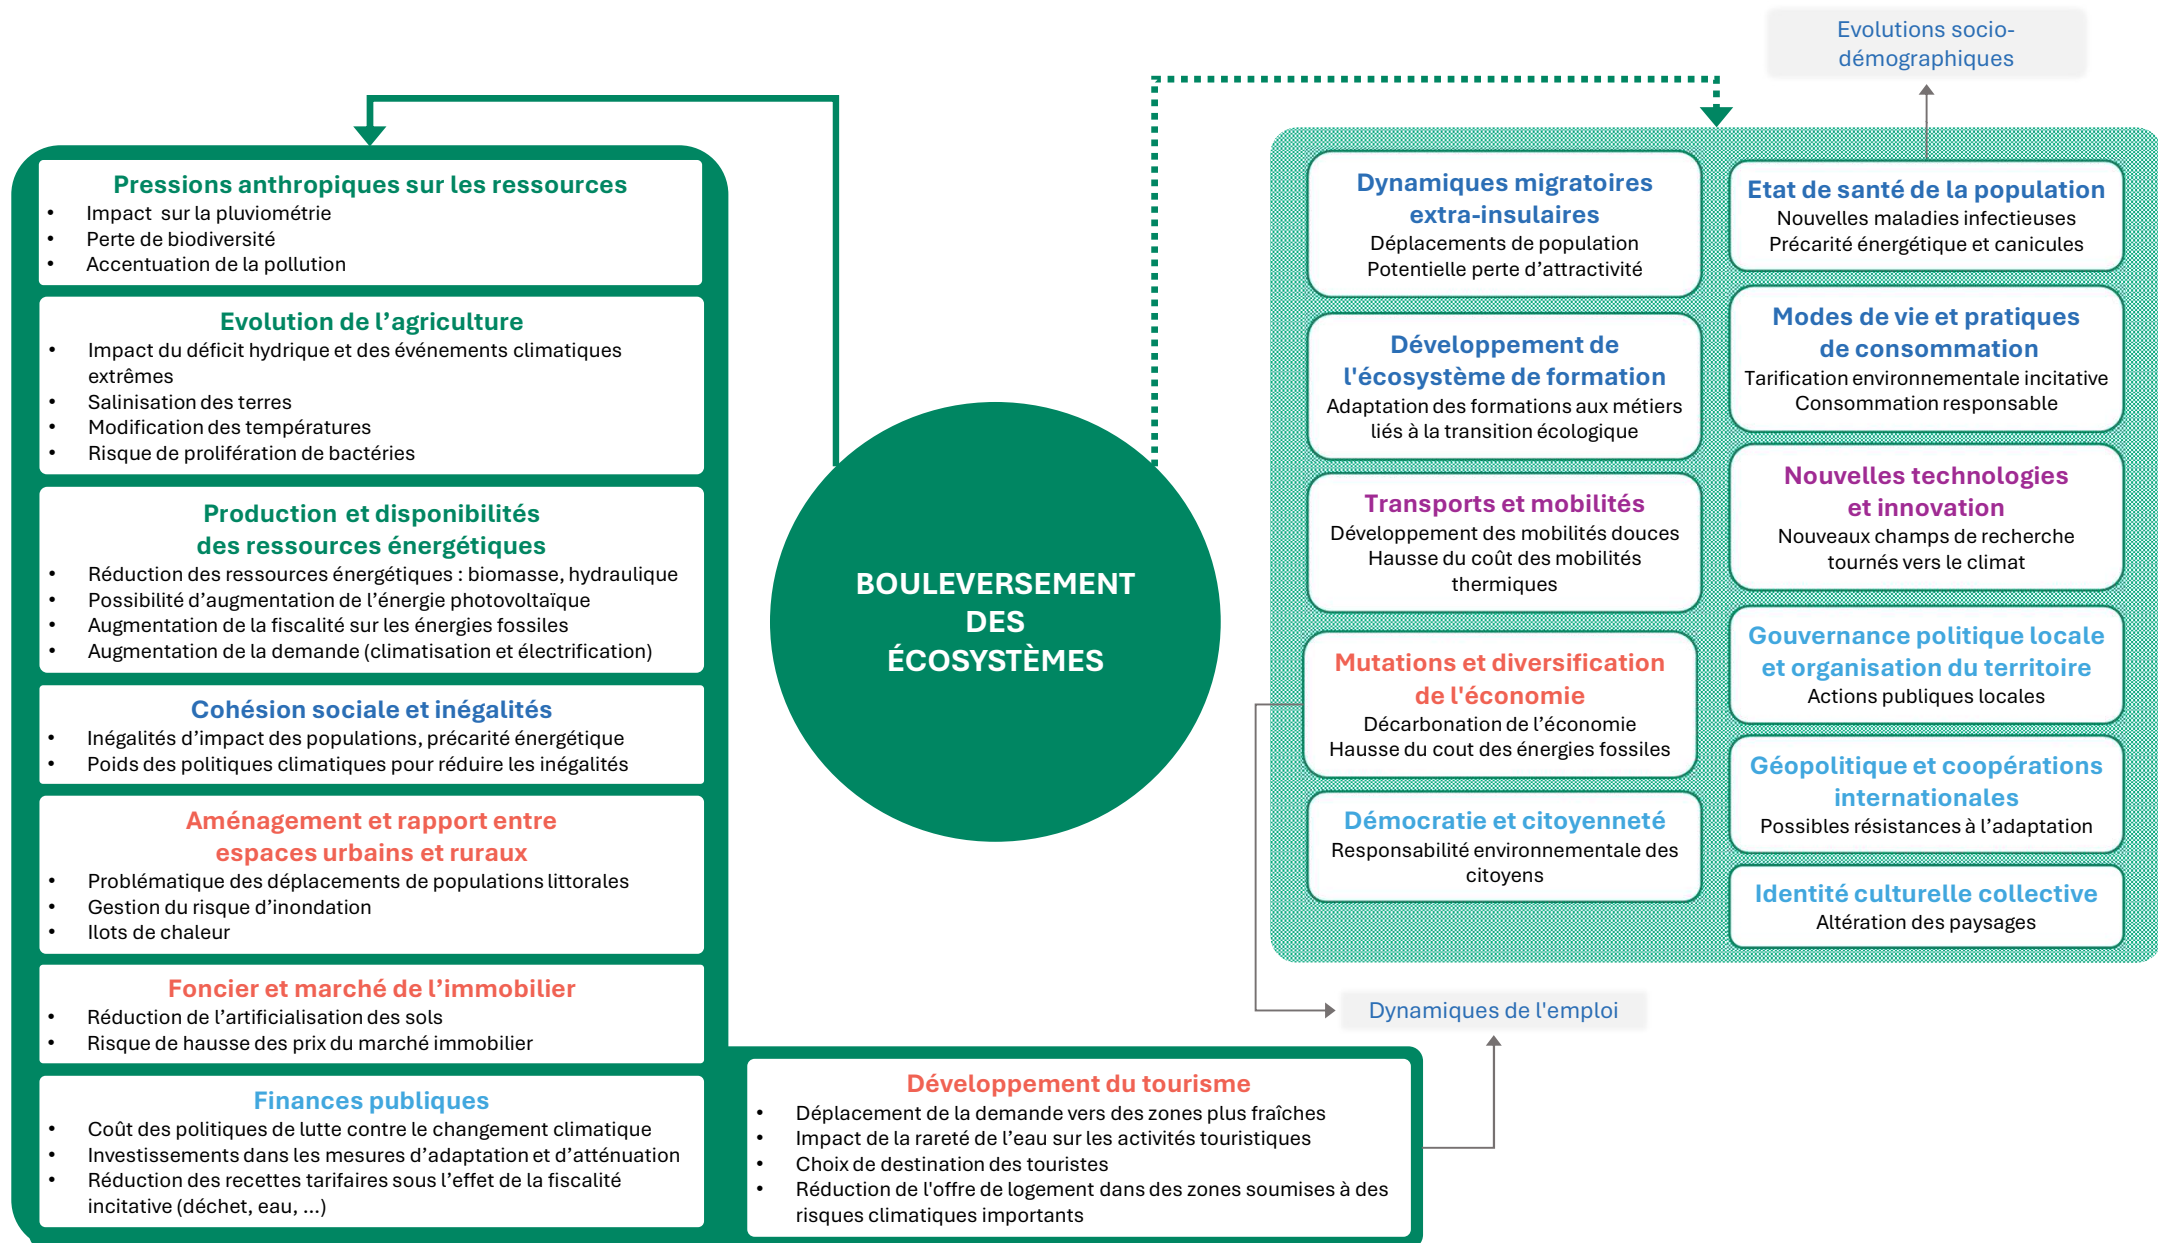 Evolutions socio-
démographiques
Pressions anthropiques sur les ressources
• Impact sur la pluviométrie
• Perte de biodiversité
• Accentuation de la pollution
Evolution de l’agriculture
• Impact du déficit hydrique et des événements climatiques
extrêmes
• Salinisation des terres
• Modification des températures
• Risque de prolifération de bactéries
Production et disponibilités
des ressources énergétiques
• Réduction des ressources énergétiques : biomasse, hydraulique
• Possibilité d’augmentation de l’énergie photovoltaïque
• Augmentation de la fiscalité sur les énergies fossiles
• Augmentation de la demande (climatisation et électrification)
Cohésion sociale et inégalités
• Inégalités d’impact des populations, précarité énergétique
• Poids des politiques climatiques pour réduire les inégalités
Aménagement et rapport entre
espaces urbains et ruraux
• Problématique des déplacements de populations littorales
• Gestion du risque d’inondation
• Ilots de chaleur
Foncier et marché de l’immobilier
• Réduction de l’artificialisation des sols
• Risque de hausse des prix du marché immobilier
Finances publiques
• Coût des politiques de lutte contre le changement climatique
• Investissements dans les mesures d’adaptation et d’atténuation
• Réduction des recettes tarifaires sous l’effet de la fiscalité
incitative (déchet, eau, ...)
BOULEVERSEMENT
DES
ÉCOSYSTÈMES
Dynamiques migratoires
extra-insulaires
Déplacements de population
Potentielle perte d’attractivité
Développement de
l'écosystème de formation
Adaptation des formations aux métiers
liés à la transition écologique
Transports et mobilités
Développement des mobilités douces
Hausse du coût des mobilités
thermiques
Mutations et diversification
de l'économie
Décarbonation de l’économie
Hausse du cout des énergies fossiles
Démocratie et citoyenneté
Responsabilité environnementale des
citoyens
Etat de santé de la population
Nouvelles maladies infectieuses
Précarité énergétique et canicules
Modes de vie et pratiques
de consommation
Tarification environnementale incitative
Consommation responsable
Nouvelles technologies
et innovation
Nouveaux champs de recherche
tournés vers le climat
Gouvernance politique locale
et organisation du territoire
Actions publiques locales
Géopolitique et coopérations
internationales
Possibles résistances à l’adaptation
Identité culturelle collective
Altération des paysages
Dynamiques de l'emploi
Développement du tourisme
• Déplacement de la demande vers des zones plus fraîches
• Impact de la rareté de l’eau sur les activités touristiques
• Choix de destination des touristes
• Réduction de l'offre de logement dans des zones soumises à des
risques climatiques importants